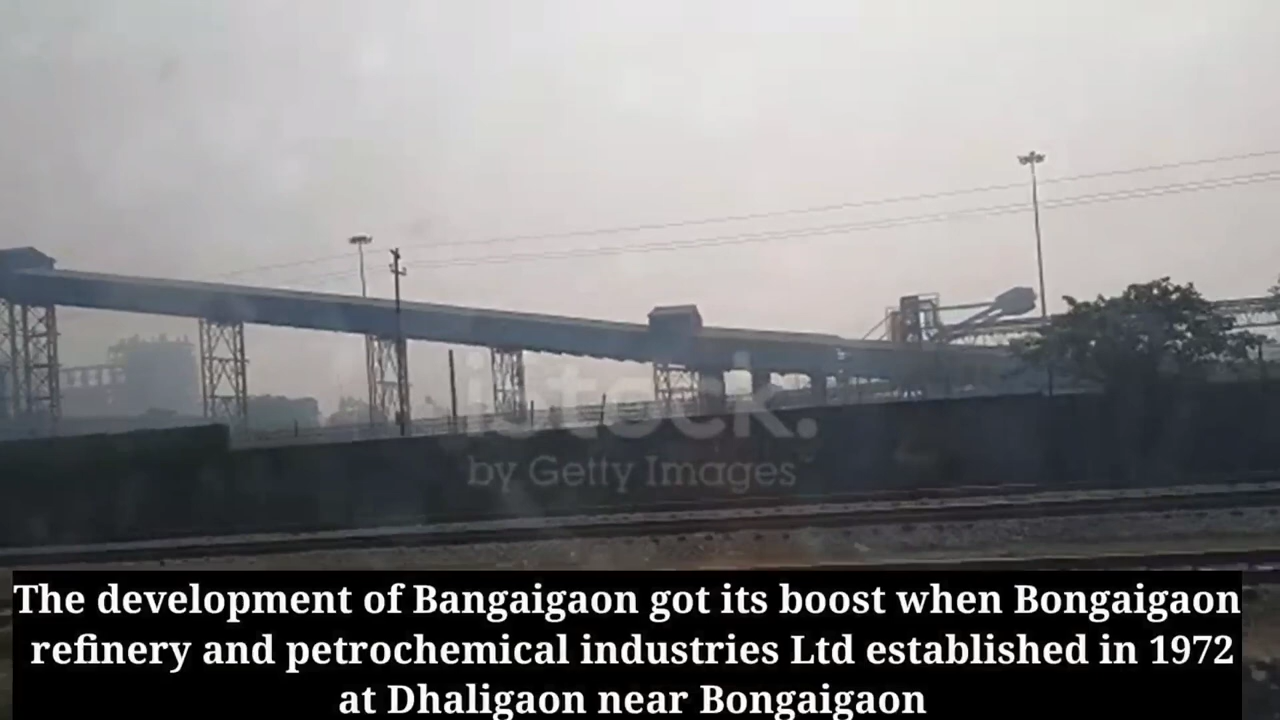 iStock.
by Getty Images
The development of Bangaigaon got its boost when Bongaigaon
refinery and petrochemical industries Ltd established in 1972
at Dhaligaon near Bongaigaon